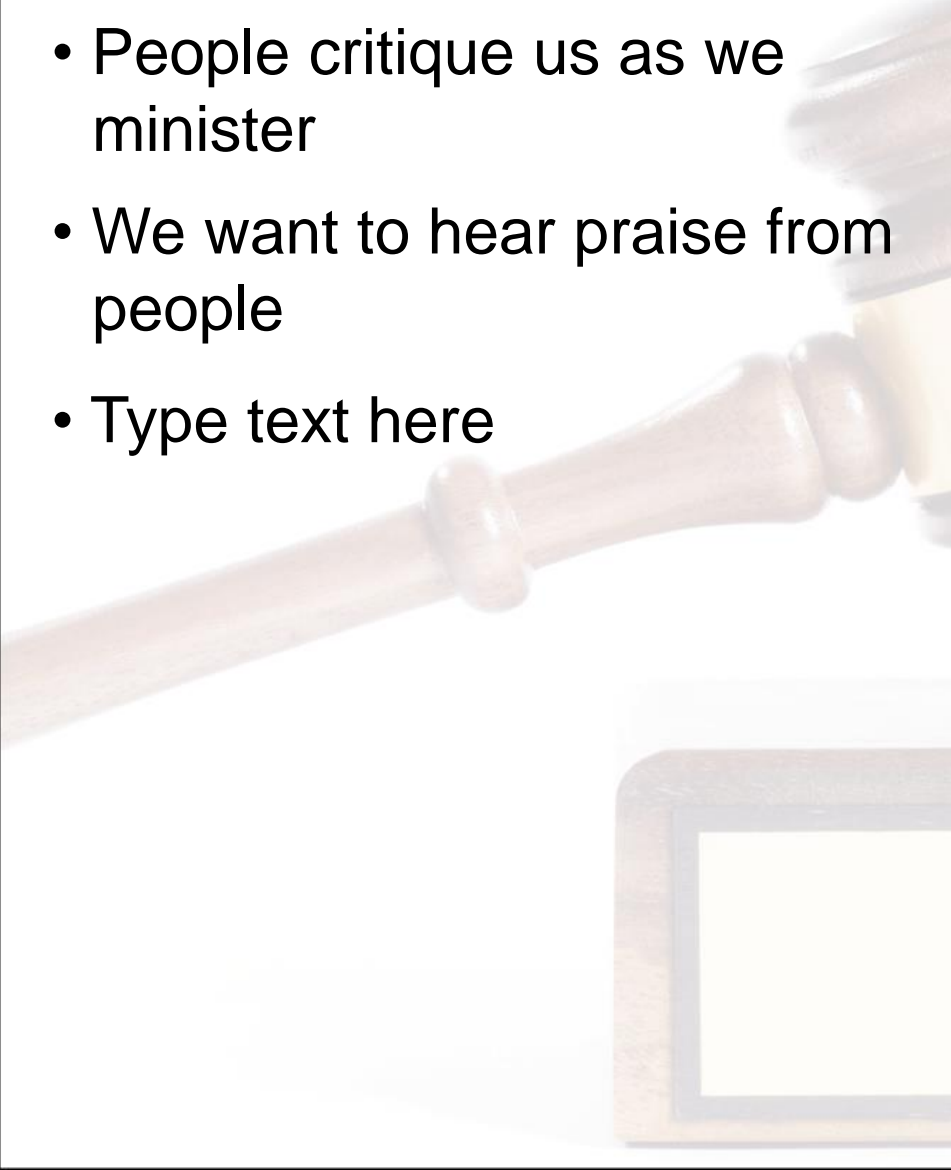 • People critique us as we
minister
• We want to hear praise from
people
• Type text here